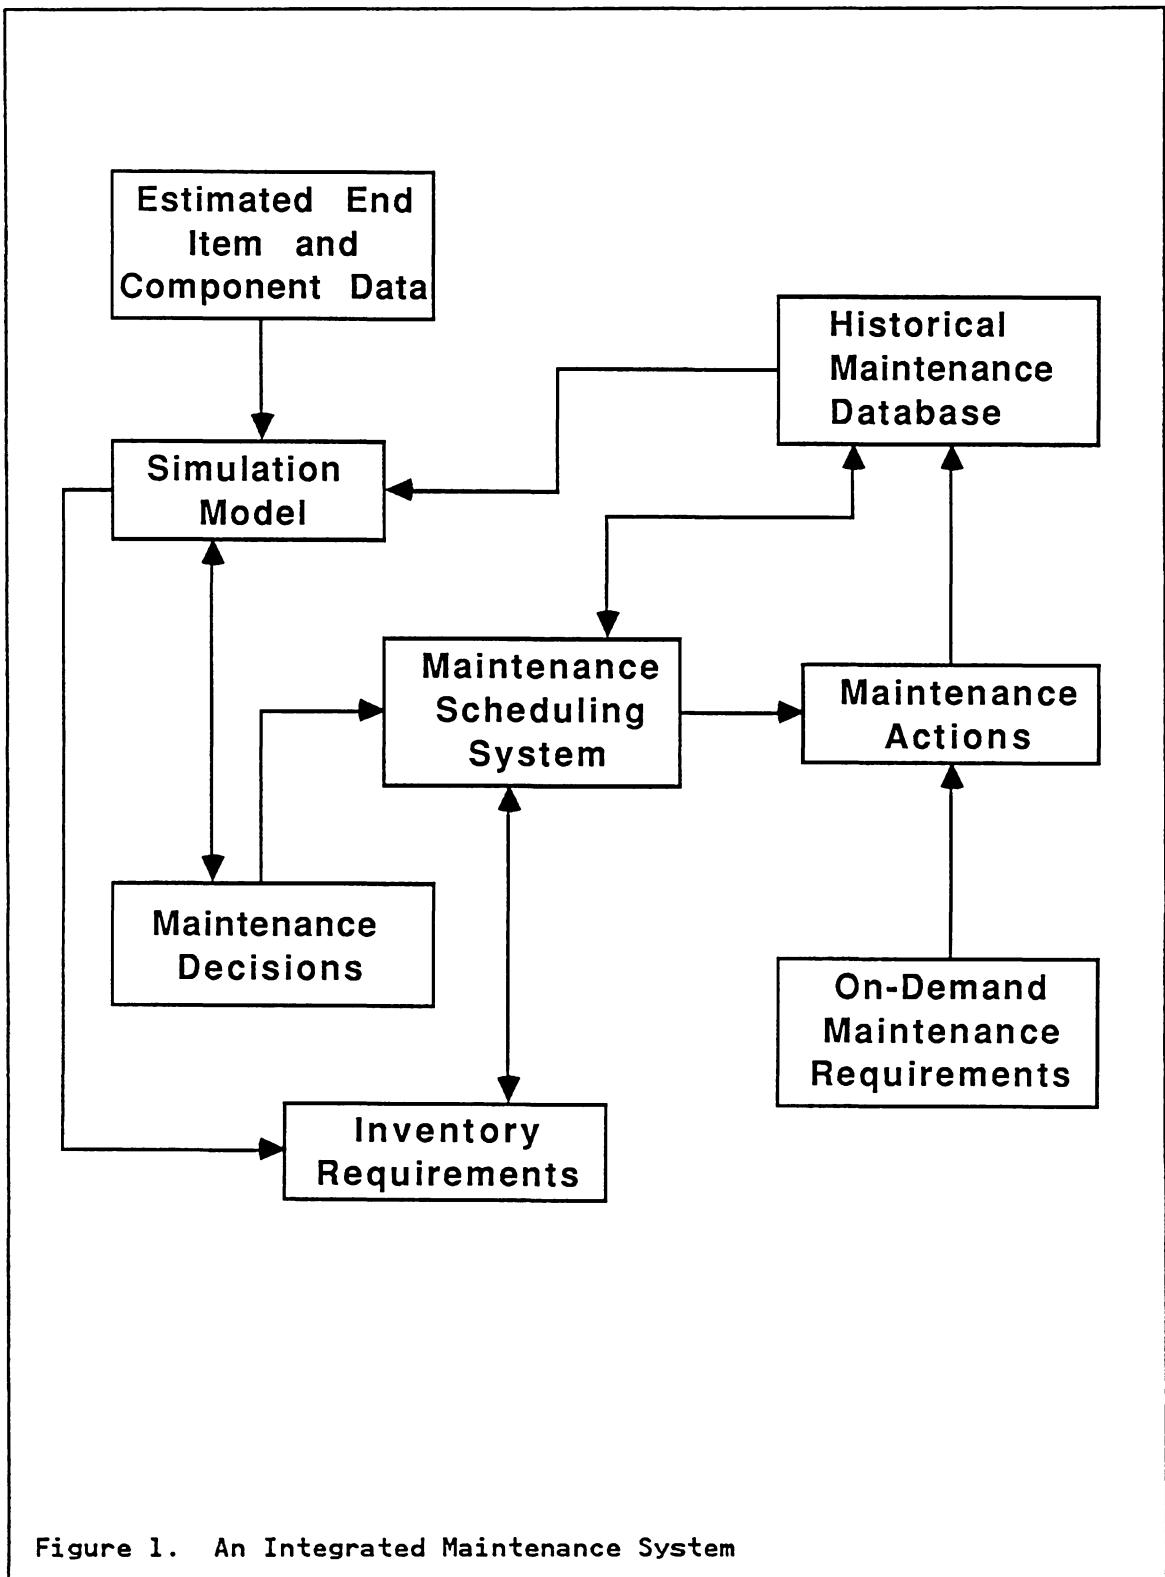 Estimated End
Item and
Component Data
Historical
Maintenance
Database
Simulation
Model
Maintenance
Scheduling
System
Maintenance
Actions
Maintenance
Decisions
On-Demand
Maintenance
Requirements
Inventory
Requirements
Figure 1. An Integrated Maintenance System